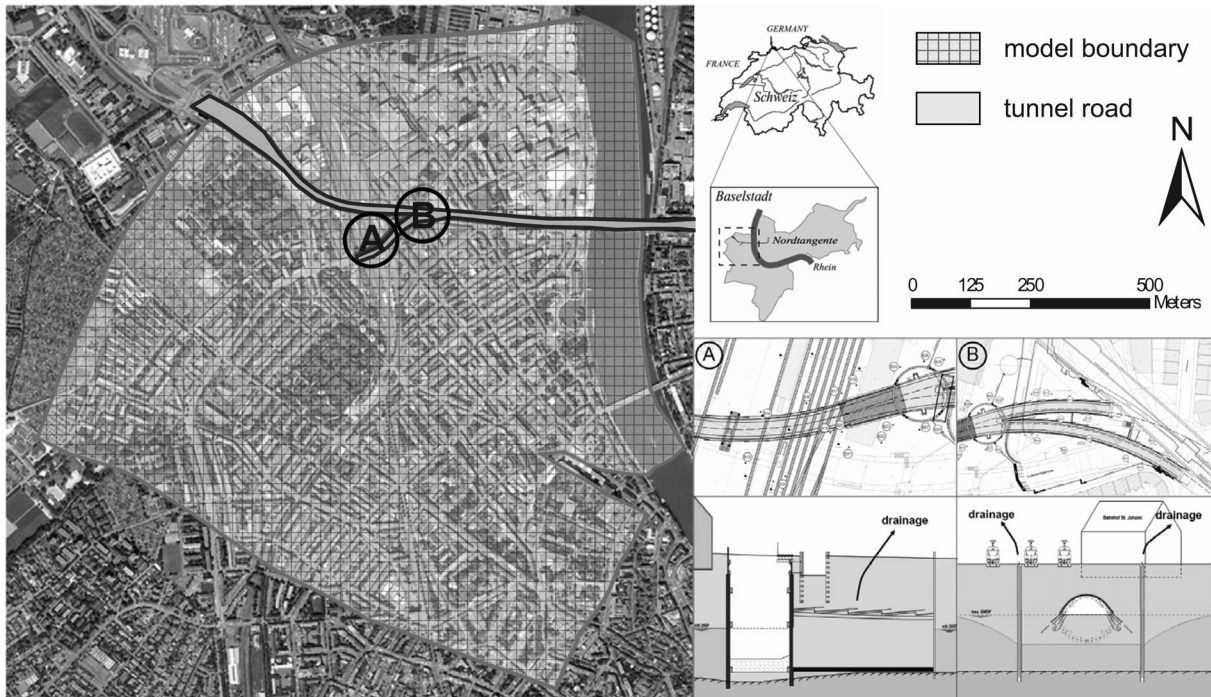 A
B
GERMANY
FRANCE
Schweiz
Baselstadt
Nordtangente
Rhein
model boundary
tunnel road
N
0 125 250 500
Meters
A
B
drainage
drainage
Bahnhof St. Johann
drainage